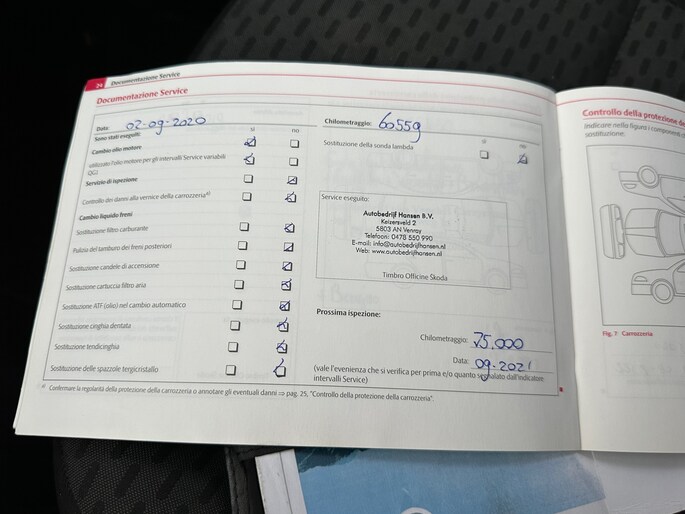 24
Documentazione Service
Documentazione Service
Data: 02-09-2020
Sono stati eseguiti:
sì no
Cambio olio motore
utilizzato l'olio motore per gli intervalli Service variabili QG)
Servizio di ispezione
Controllo dei danni alla vernice della carrozzeria a)
Cambio liquido freni
Sostituzione filtro carburante
Pulizia del tamburo dei freni posteriori
Sostituzione candele di accensione
Sostituzione cartuccia filtro aria
Sostituzione ATF (olio) nel cambio automatico
Sostituzione cinghia dentata
Sostituzione tendicinghia
Sostituzione delle spazzole tergicristallo
Chilometraggio: 60559
sì no
Sostituzione della sonda lambda
Service eseguito:
Autobedrijf Hansen B.V.
Keizersveld 2
5803 AN Venray
Telefoon: 0478 550 990
E-mail: info@autobedrijfhansen.nl
Web: www.autobedrijfhansen.nl
Timbro Officine Škoda
Prossima ispezione:
Chilometraggio: 75.000
Data: 09-2021
(vale l'evenienza che si verifica per prima e/o quanto segnalato dall'indicatore
intervalli Service)
a) Confermare la regolarità della protezione della carrozzeria o annotare gli eventuali danni ⇒ pag. 25, "Controllo della protezione della carrozzeria".
Controllo della protezione de
Indicare nella figura i componenti c
sostituzione.
Fig. 7 Carrozzeria